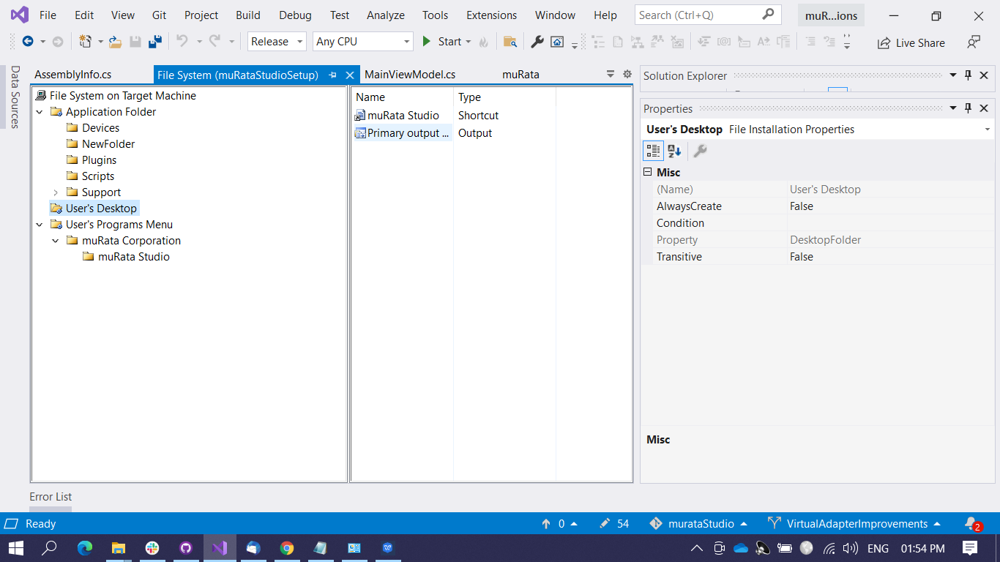 File Edit View Git Project Build Debug Test Analyze Tools Extensions Window Help Search (Ctrl+Q) muR...ions
Release Any CPU Start Live Share
Data Sources
AssemblyInfo.cs File System (muRataStudioSetup) MainViewModel.cs muRata
File System on Target Machine
Application Folder
Devices
NewFolder
Plugins
Scripts
Support
User's Desktop
User's Programs Menu
muRata Corporation
muRata Studio
Name Type
muRata Studio Shortcut
Primary output ... Output
Solution Explorer
Properties
User's Desktop File Installation Properties
Misc
(Name) User's Desktop
AlwaysCreate False
Condition
Property DesktopFolder
Transitive False
Misc
Error List
Ready 0 54 murataStudio VirtualAdapterImprovements 2
ENG 01:54 PM